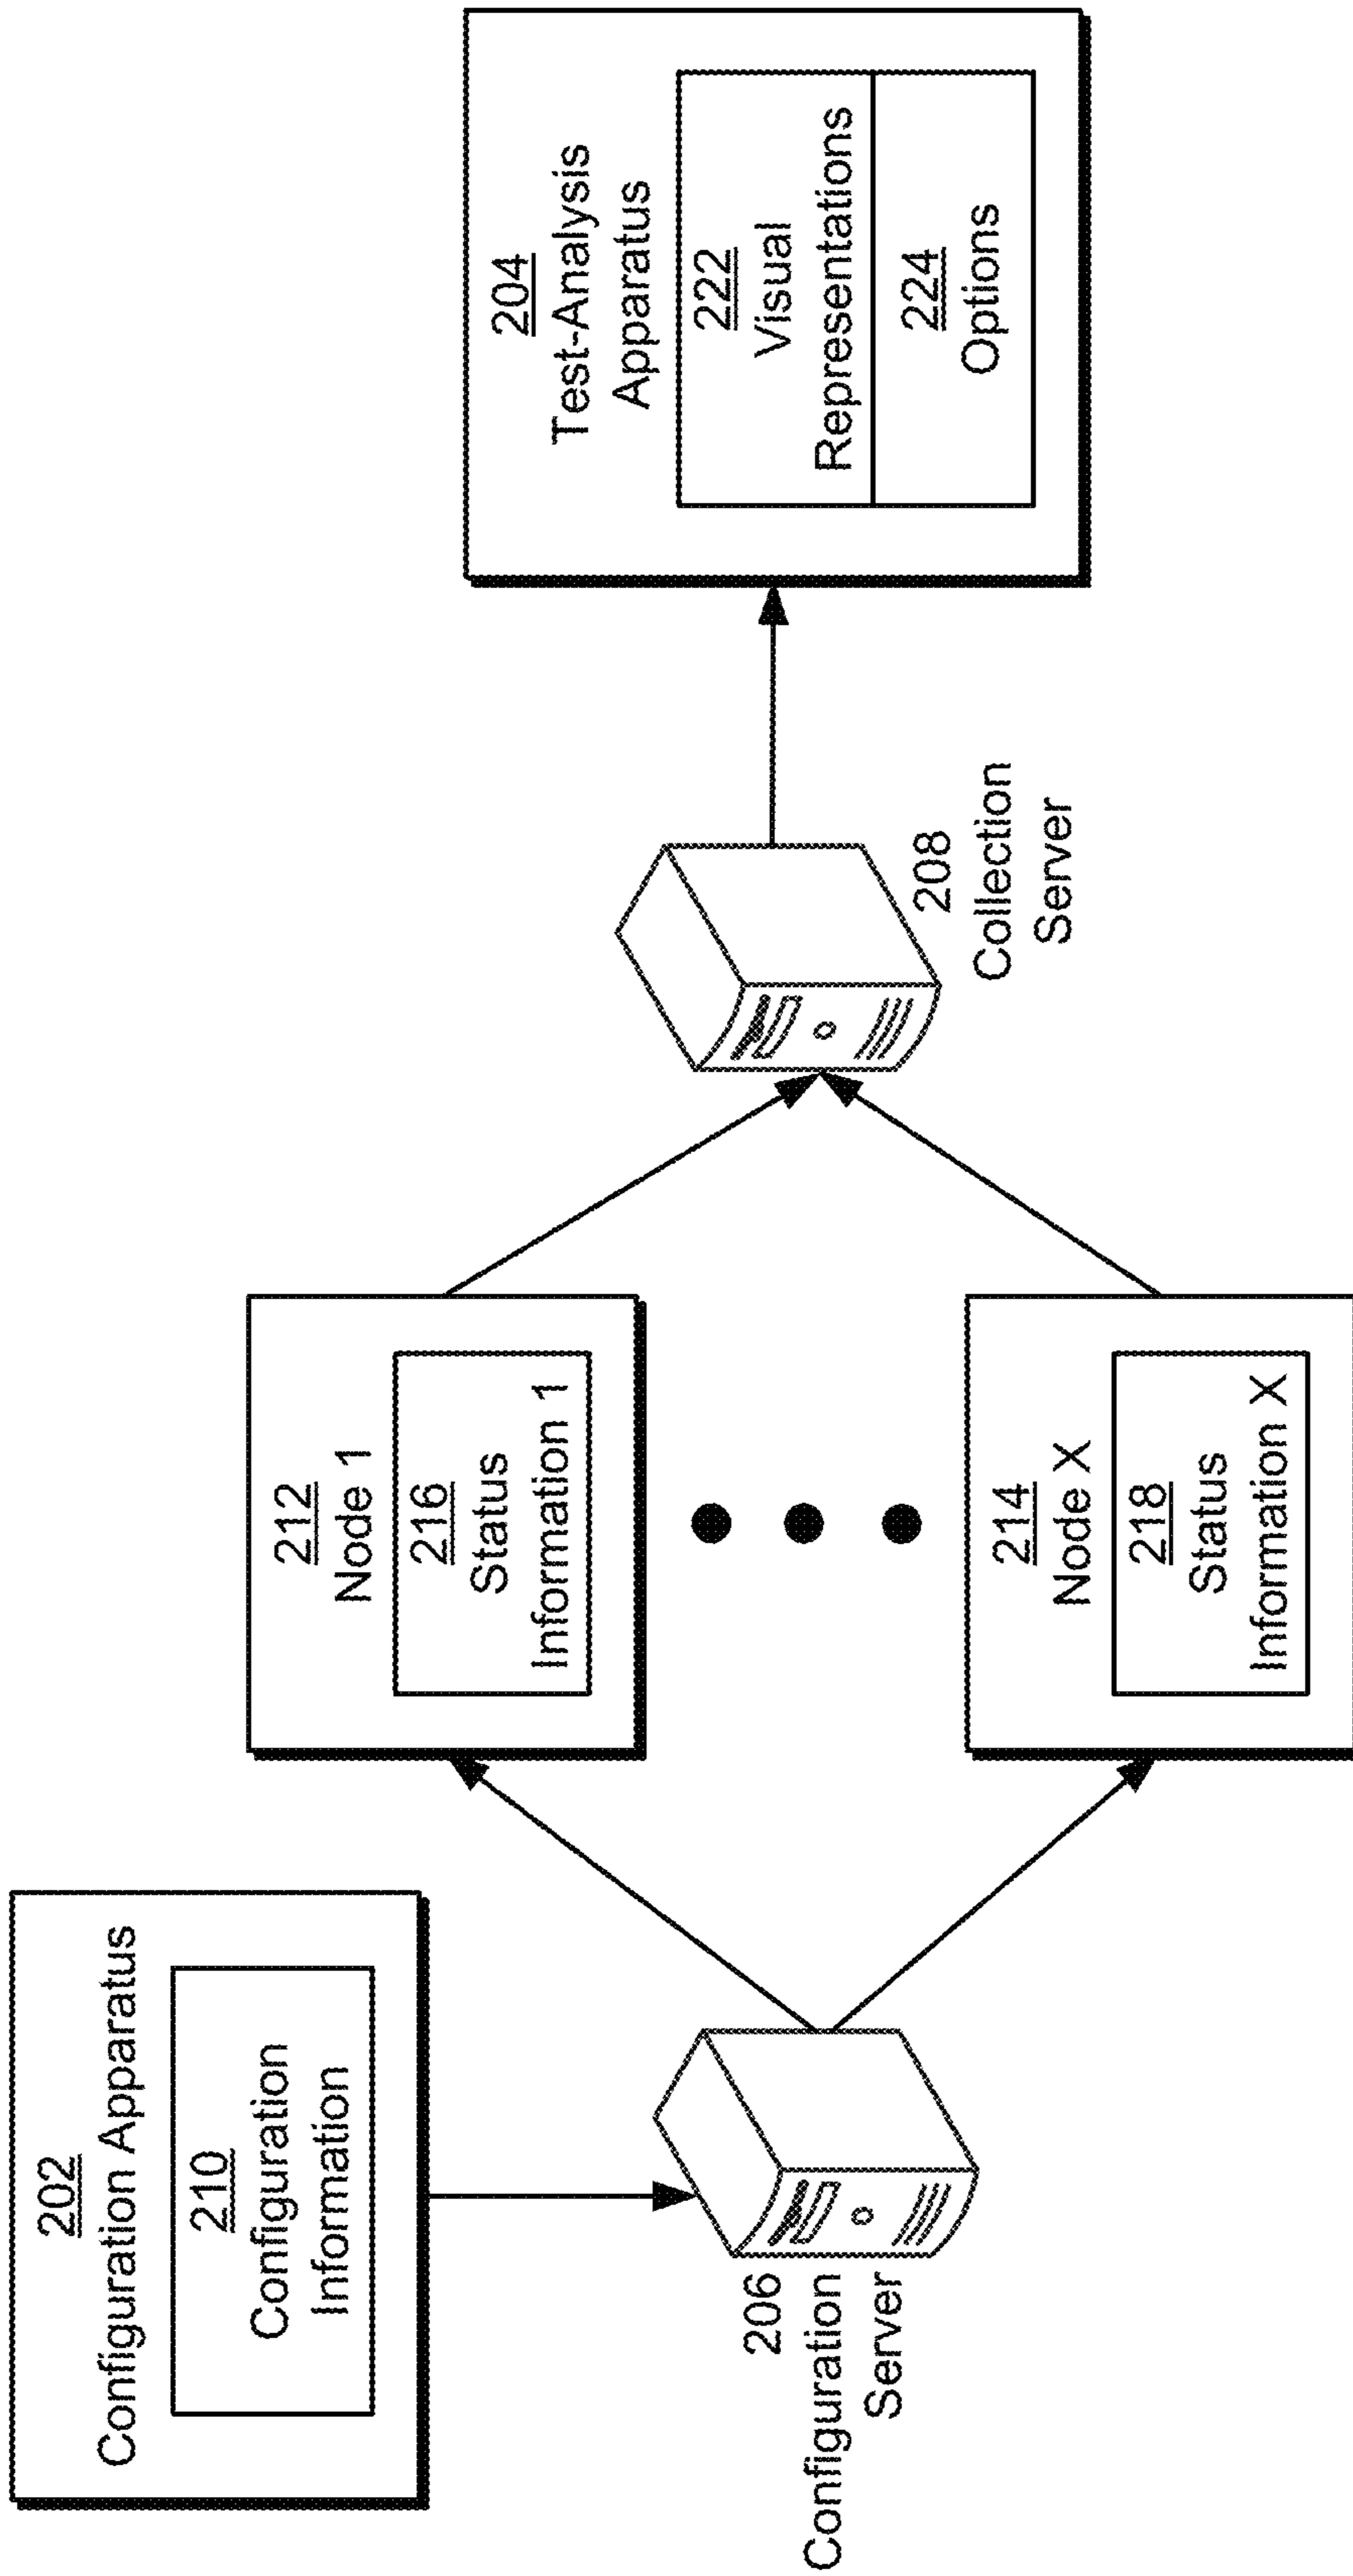 202
Configuration Apparatus
210
Configuration
Information
206
Configuration
Server
212
Node 1
216
Status
Information 1
214
Node X
218
Status
Information X
208
Collection
Server
204
Test-Analysis
Apparatus
222
Visual
Representations
224
Options